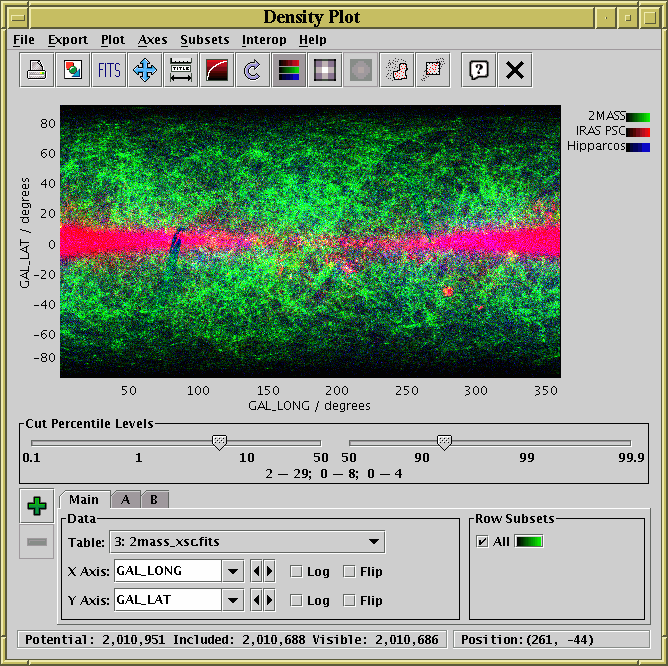 Density Plot
File Export Plot Axes Subsets Interop Help
TITLE FITS ?
2MASS
IRAS PSC
Hipparcos
80
60
40
20
0
-20
-40
-60
-80
GAL_LAT / degrees
50 100 150 200 250 300 350
GAL_LONG / degrees
Cut Percentile Levels
0.1 1 10 50 50 90 99 99.9
2 — 29; 0 — 8; 0 — 4
Main A B
Data
Table: 3: 2mass_xsc.fits
X Axis: GAL_LONG Log Flip
Y Axis: GAL_LAT Log Flip
Row Subsets
All
Potential: 2,010,951 Included: 2,010,688 Visible: 2,010,686 Position:(261, -44)